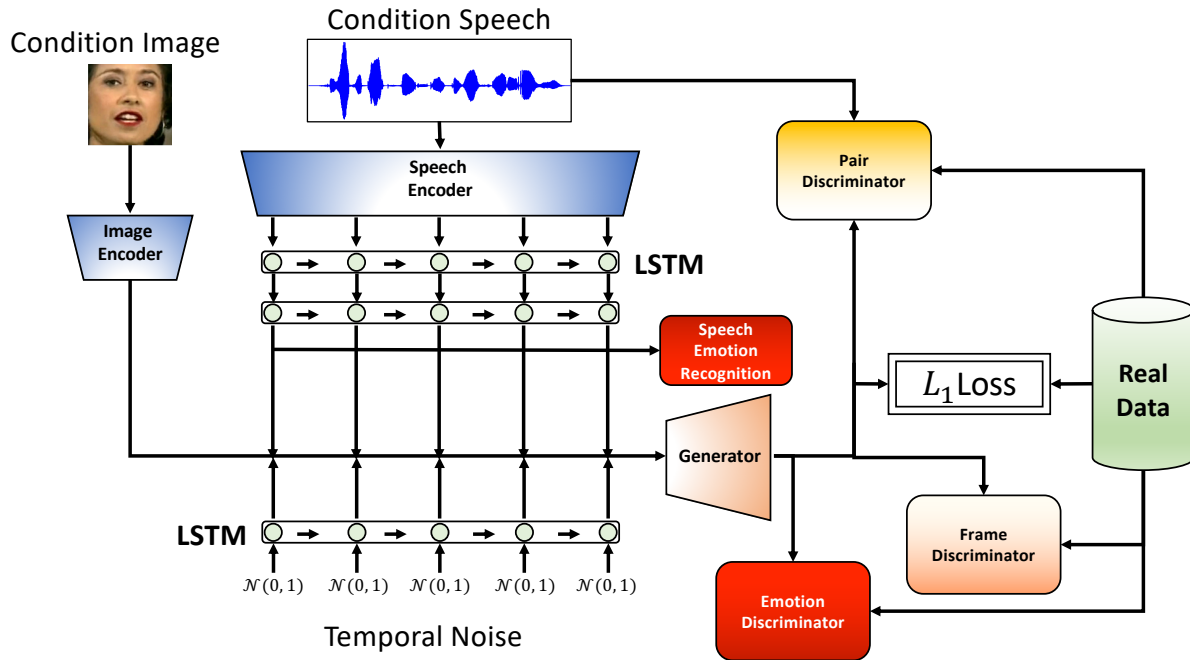 Condition Speech
Condition Image
Speech
Encoder
Pair
Discriminator
Image
Encoder
LSTM
Speech
Emotion
Recognition
L₁ Loss
Real
Data
Generator
LSTM
Frame
Discriminator
𝒩(0, 1) 𝒩(0, 1) 𝒩(0, 1) 𝒩(0, 1) 𝒩(0, 1)
Emotion
Discriminator
Temporal Noise